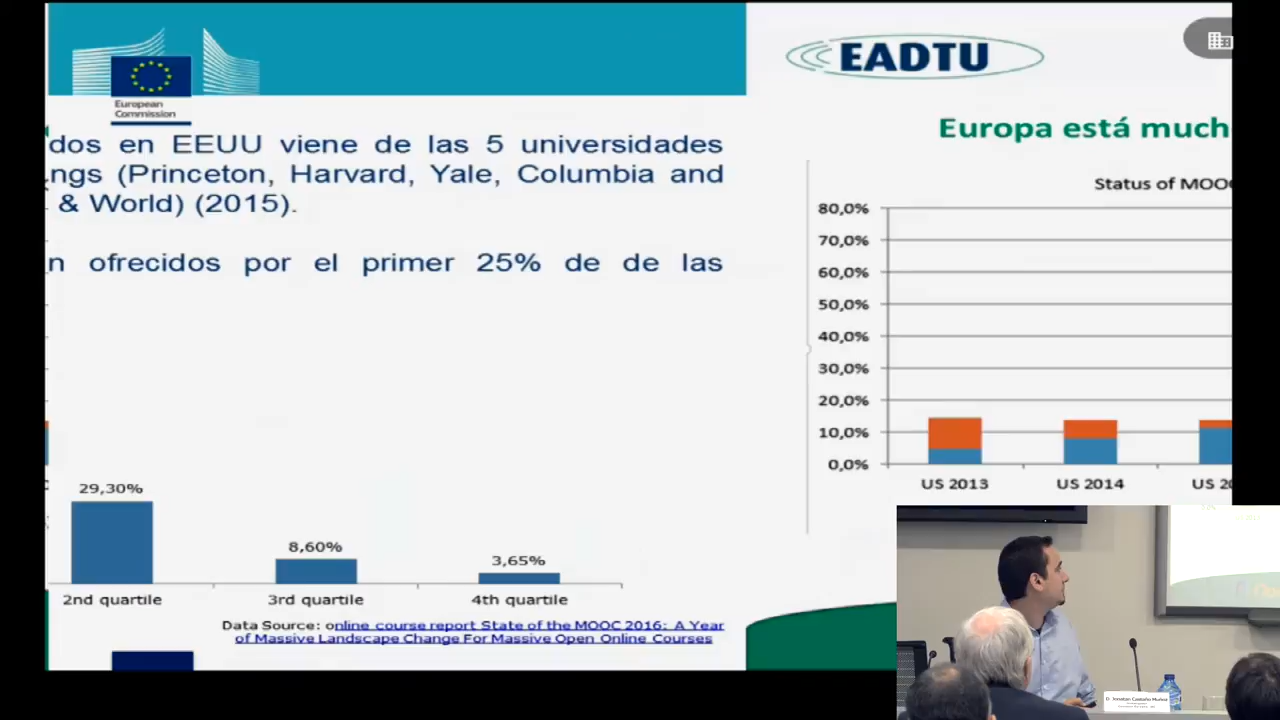 European
Commission
dos en EEUU viene de las 5 universidades
ngs (Princeton, Harvard, Yale, Columbia and
& World) (2015).
n ofrecidos por el primer 25% de de las
29,30%
8,60%
3,65%
2nd quartile
3rd quartile
4th quartile
Data Source: online course report State of the MOOC 2016: A Year
of Massive Landscape Change For Massive Open Online Courses
EADTU
Europa está much
Status of MOO
80,0%
70,0%
60,0%
50,0%
40,0%
30,0%
20,0%
10,0%
0,0%
US 2013
US 2014
US 20
D. Jonatan Castaño Muñoz